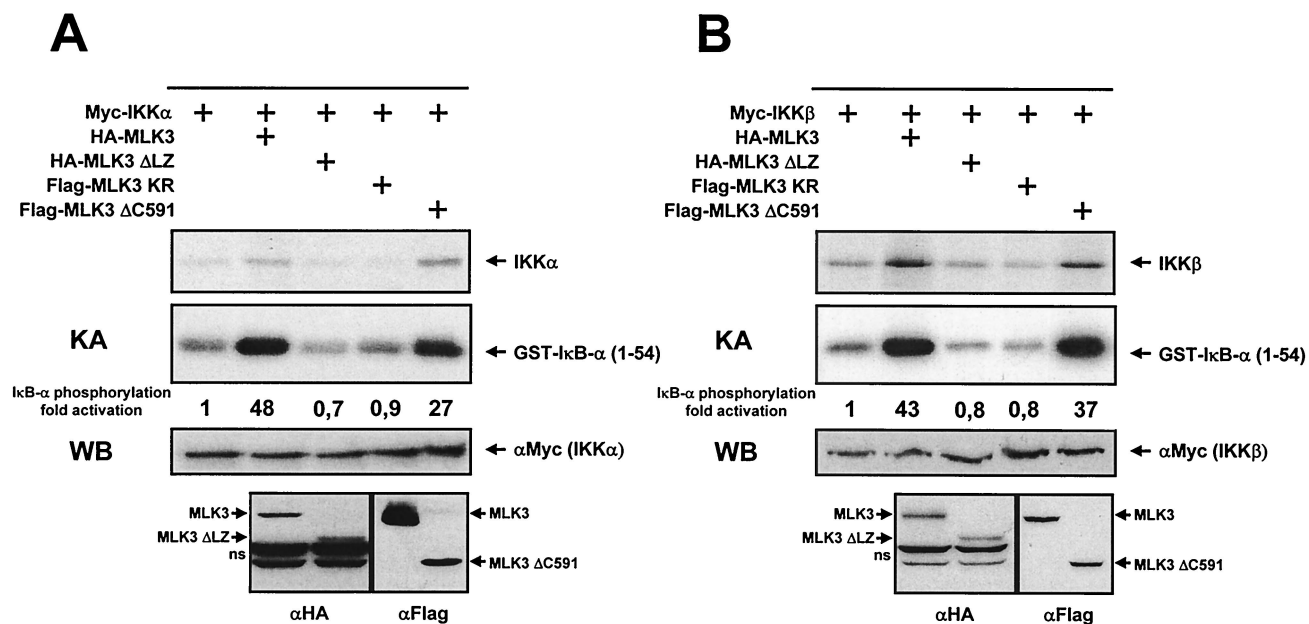 A
Myc-IKKα + + + + +
HA-MLK3 +
HA-MLK3 ΔLZ +
Flag-MLK3 KR +
Flag-MLK3 ΔC591 +
IKKα
KA
GST-IκB-α (1-54)
IκB-α phosphorylation
fold activation 1 48 0,7 0,9 27
WB
αMyc (IKKα)
MLK3
MLK3 ΔLZ
ns
MLK3
MLK3 ΔC591
αHA αFlag
B
Myc-IKKβ + + + + +
HA-MLK3 +
HA-MLK3 ΔLZ +
Flag-MLK3 KR +
Flag-MLK3 ΔC591 +
IKKβ
KA
GST-IκB-α (1-54)
IκB-α phosphorylation
fold activation 1 43 0,8 0,8 37
WB
αMyc (IKKβ)
MLK3
MLK3 ΔLZ
ns
MLK3
MLK3 ΔC591
αHA αFlag